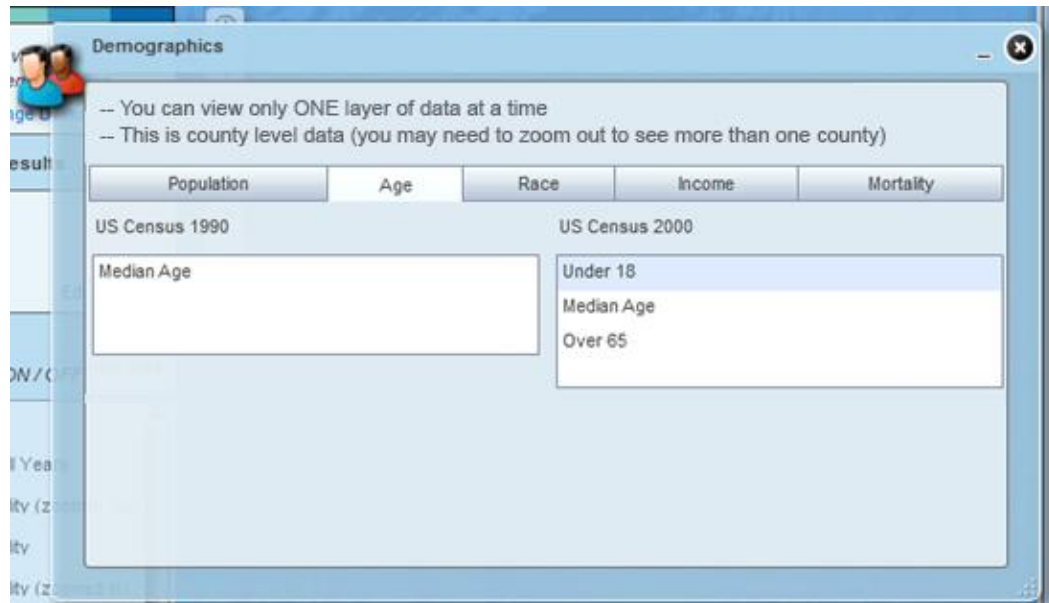 Demographics
-- You can view only ONE layer of data at a time
-- This is county level data (you may need to zoom out to see more than one county)
Population Age Race Income Mortality
US Census 1990 US Census 2000
Median Age
Under 18
Median Age
Over 65
ON / OFF